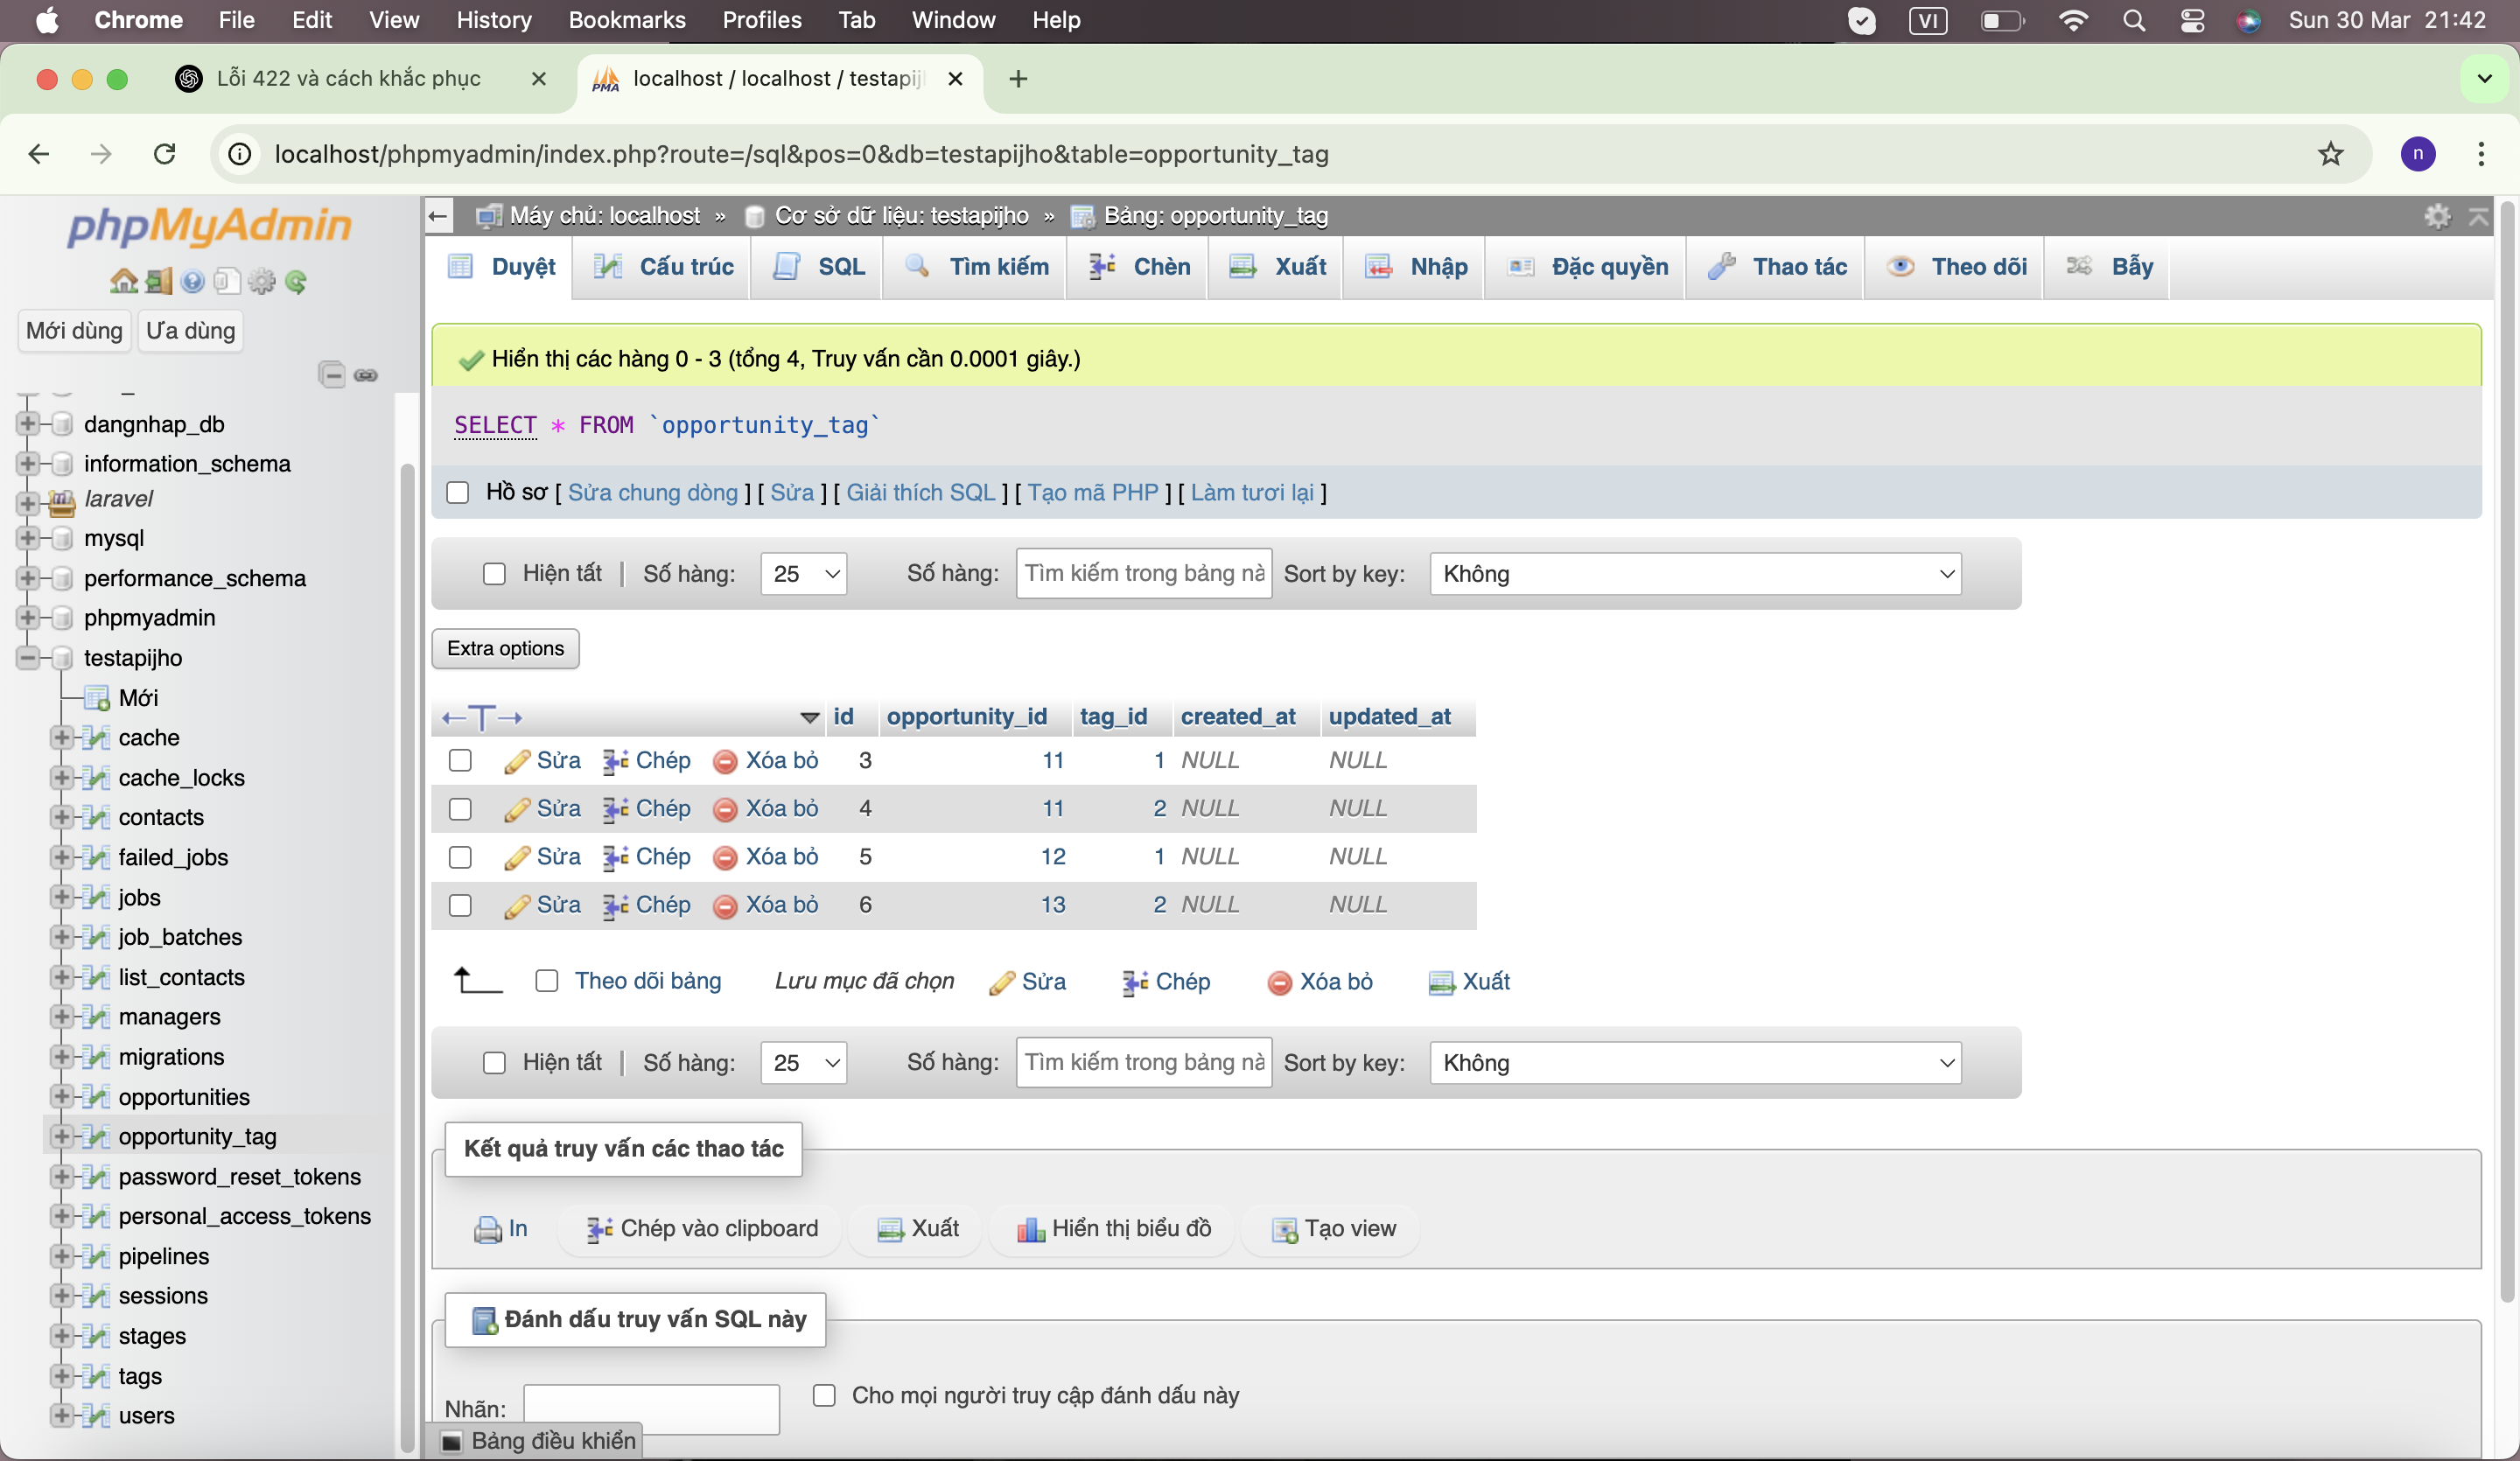 Chrome File Edit View History Bookmarks Profiles Tab Window Help VI Sun 30 Mar 21:42
Lỗi 422 và cách khắc phục
PMA localhost / localhost / testapij
localhost/phpmyadmin/index.php?route=/sql&pos=0&db=testapijho&table=opportunity_tag
n
phpMyAdmin
Mới dùng Ưa dùng
dangnhap_db
information_schema
laravel
mysql
performance_schema
phpmyadmin
testapijho
Mới
cache
cache_locks
contacts
failed_jobs
jobs
job_batches
list_contacts
managers
migrations
opportunities
opportunity_tag
password_reset_tokens
personal_access_tokens
pipelines
sessions
stages
tags
users
Máy chủ: localhost » Cơ sở dữ liệu: testapijho » Bảng: opportunity_tag
Duyệt Cấu trúc SQL Tìm kiếm Chèn Xuất Nhập Đặc quyền Thao tác Theo dõi Bẫy
Hiển thị các hàng 0 - 3 (tổng 4, Truy vấn cần 0.0001 giây.)
SELECT * FROM `opportunity_tag`
Hồ sơ [ Sửa chung dòng ] [ Sửa ] [ Giải thích SQL ] [ Tạo mã PHP ] [ Làm tươi lại ]
Hiện tất | Số hàng: 25 Số hàng: Tìm kiếm trong bảng nà Sort by key: Không
Extra options
←T→ id opportunity_id tag_id created_at updated_at
Sửa Chép Xóa bỏ 3 11 1 NULL NULL
Sửa Chép Xóa bỏ 4 11 2 NULL NULL
Sửa Chép Xóa bỏ 5 12 1 NULL NULL
Sửa Chép Xóa bỏ 6 13 2 NULL NULL
Theo dõi bảng Lưu mục đã chọn Sửa Chép Xóa bỏ Xuất
Hiện tất | Số hàng: 25 Số hàng: Tìm kiếm trong bảng nà Sort by key: Không
Kết quả truy vấn các thao tác
In Chép vào clipboard Xuất Hiển thị biểu đồ Tạo view
Đánh dấu truy vấn SQL này
Nhãn: Cho mọi người truy cập đánh dấu này
Bảng điều khiển